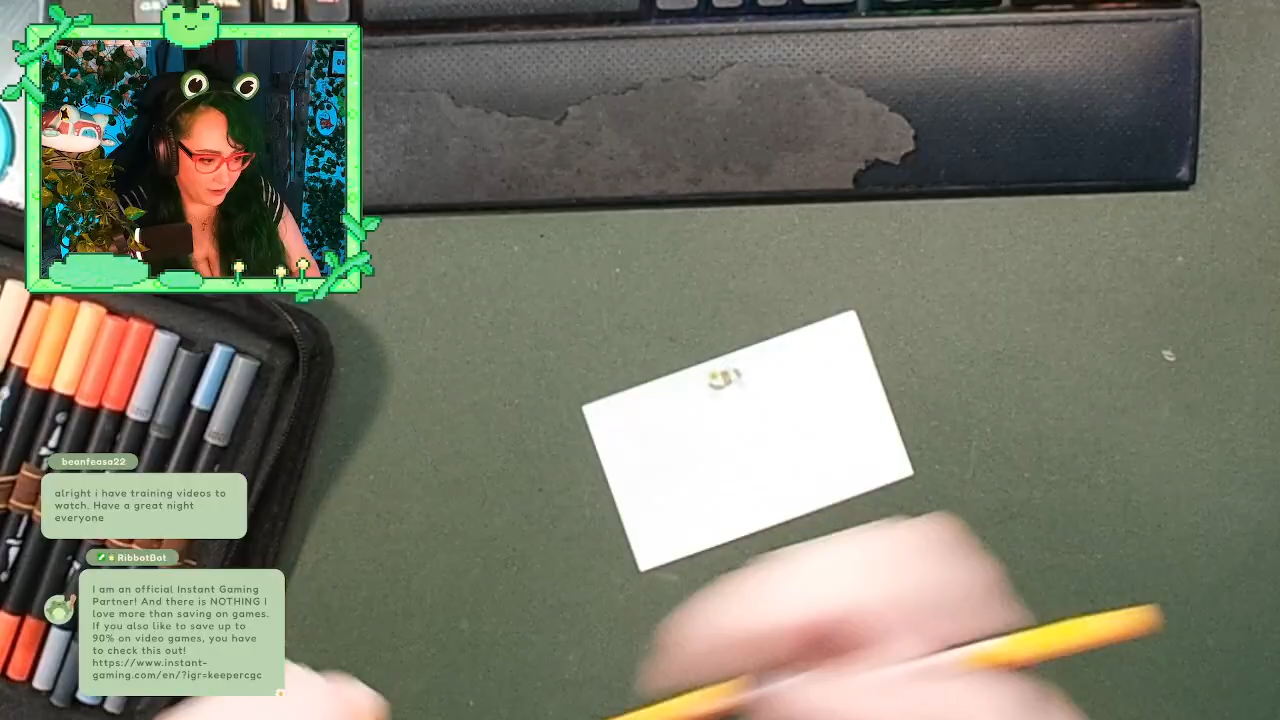 beanfeasa22
alright i have training videos to
watch. Have a great night
everyone
RibbotBot
I am an official Instant Gaming
Partner! And there is NOTHING I
love more than saving on games.
If you also like to save up to
90% on video games, you have
to check this out!
https://www.instant-
gaming.com/en/?igr=keepercgc